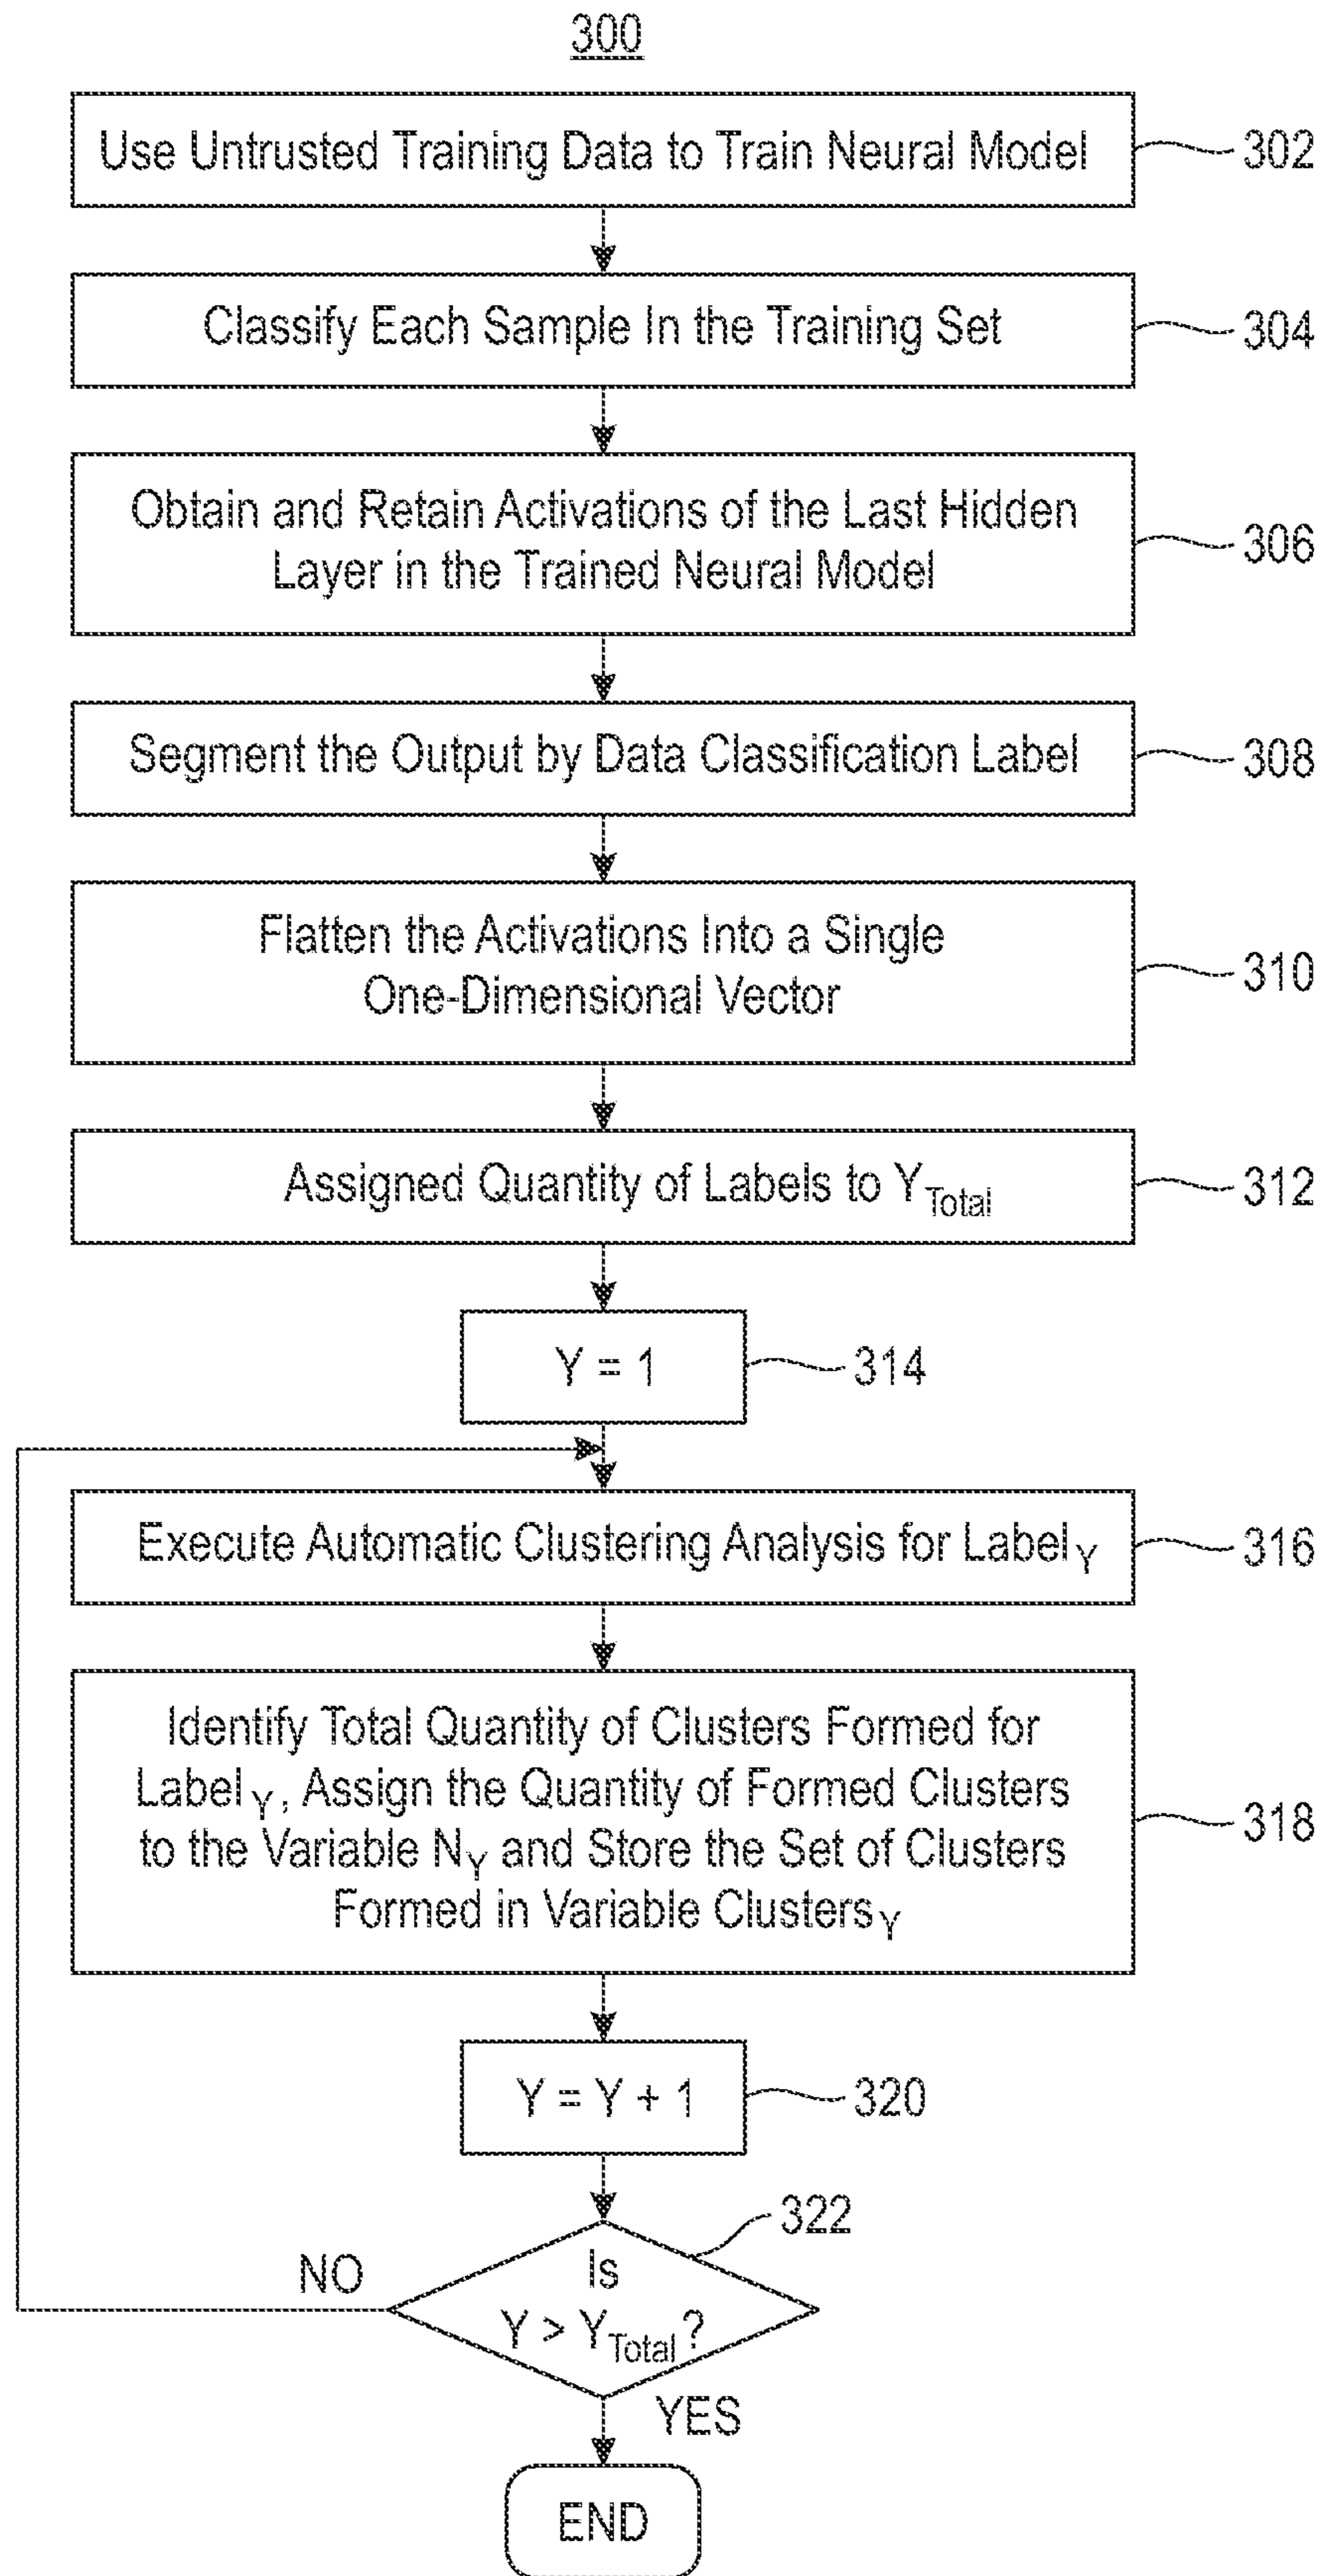 300
Use Untrusted Training Data to Train Neural Model
302
Classify Each Sample In the Training Set
304
Obtain and Retain Activations of the Last Hidden
Layer in the Trained Neural Model
306
Segment the Output by Data Classification Label
308
Flatten the Activations Into a Single
One-Dimensional Vector
310
Assigned Quantity of Labels to Y Total
312
Y = 1
314
Execute Automatic Clustering Analysis for Label Y
316
Identify Total Quantity of Clusters Formed for
Label Y, Assign the Quantity of Formed Clusters
to the Variable N Y and Store the Set of Clusters
Formed in Variable Clusters Y
318
Y = Y + 1
320
322
Is
Y > Y Total ?
NO
YES
END